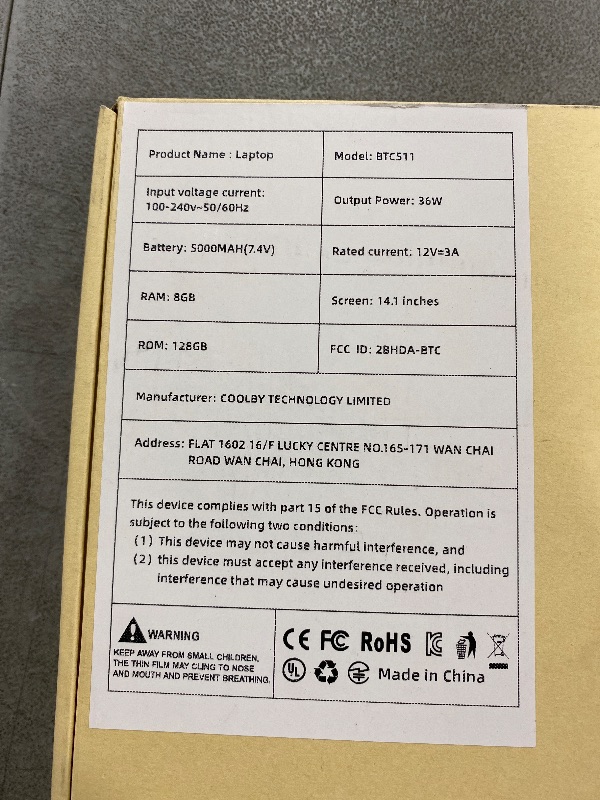 Product Name : Laptop
Model: BTC511
Input voltage current:
100-240v~50/60Hz
Output Power: 36W
Battery: 5000MAH(7.4V)
Rated current: 12V=3A
RAM: 8GB
Screen: 14.1 inches
ROM: 128GB
FCC ID: 2BHDA-BTC
Manufacturer: COOLBY TECHNOLOGY LIMITED
Address: FLAT 1602 16/F LUCKY CENTRE NO.165-171 WAN CHAI
ROAD WAN CHAI, HONG KONG
This device complies with part 15 of the FCC Rules. Operation is
subject to the following two conditions:
(1) This device may not cause harmful interference, and
(2) this device must accept any interference received, including
interference that may cause undesired operation
WARNING
KEEP AWAY FROM SMALL CHILDREN,
THE THIN FILM MAY CLING TO NOSE
AND MOUTH AND PREVENT BREATHING.
CE FC RoHS
UL Made in China